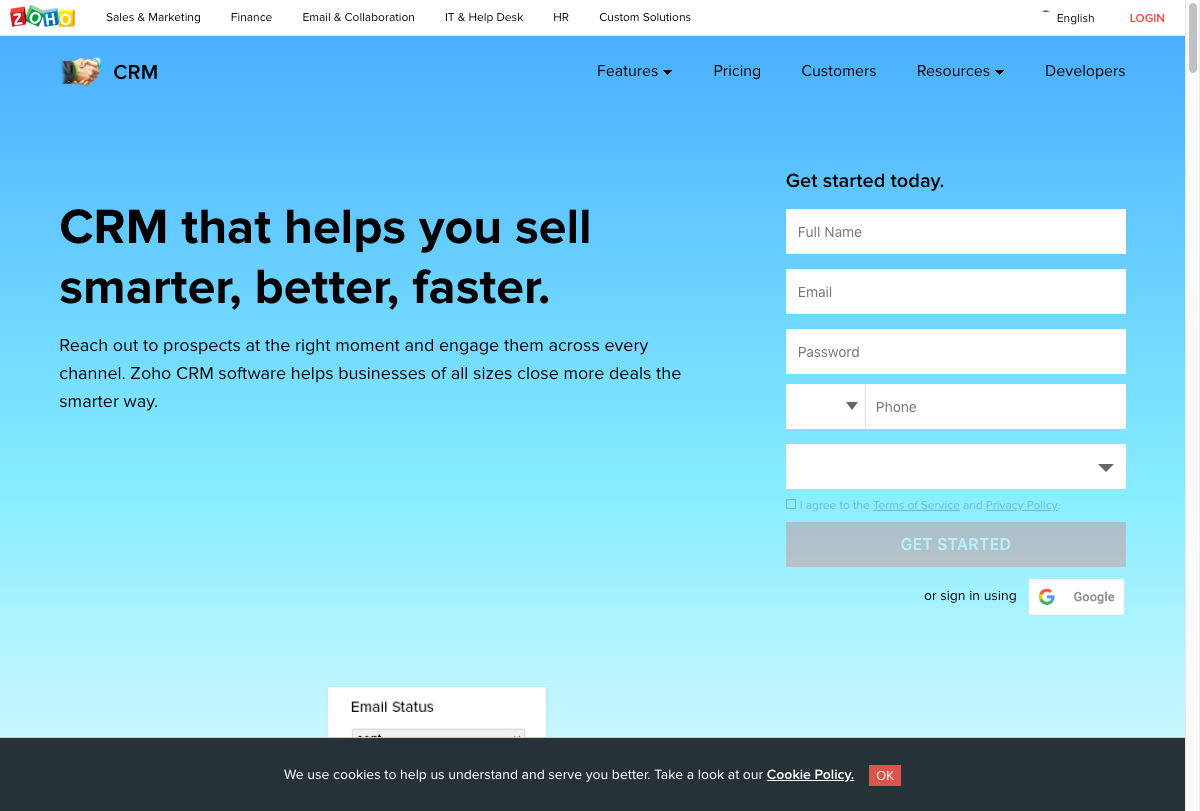 ZOHO
Sales & Marketing
Finance
Email & Collaboration
IT & Help Desk
HR
Custom Solutions
English
LOGIN
CRM
Features
Pricing
Customers
Resources
Developers
CRM that helps you sell
smarter, better, faster.
Reach out to prospects at the right moment and engage them across every
channel. Zoho CRM software helps businesses of all sizes close more deals the
smarter way.
Get started today.
Full Name
Email
Password
Phone
I agree to the Terms of Service and Privacy Policy.
GET STARTED
or sign in using
Google
Email Status
We use cookies to help us understand and serve you better. Take a look at our Cookie Policy.
OK